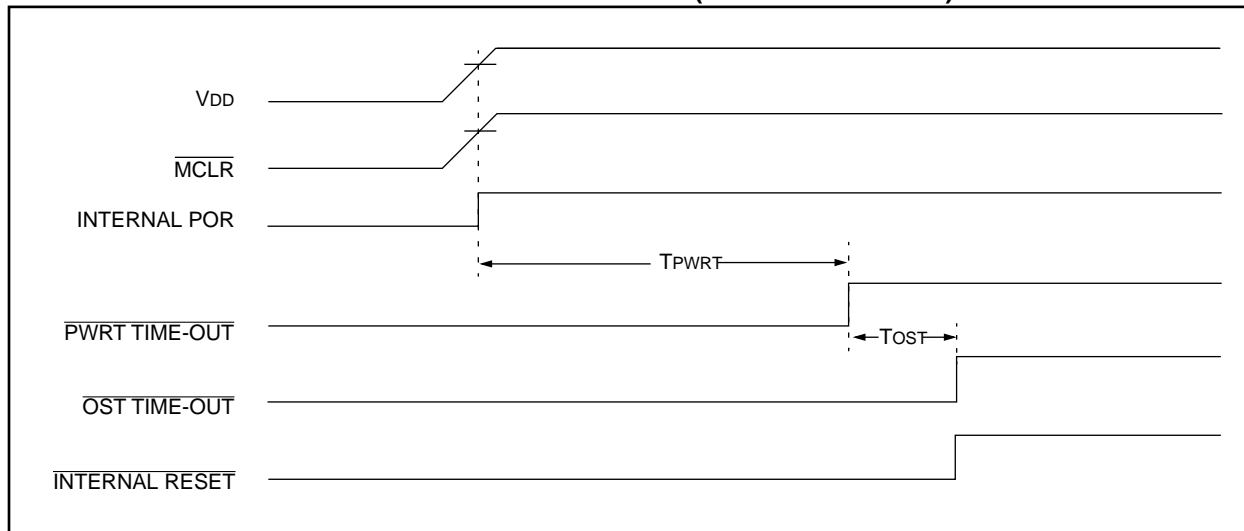 VDD
MCLR
INTERNAL POR
TPWRT
PWRT TIME-OUT
TOST
OST TIME-OUT
INTERNAL RESET